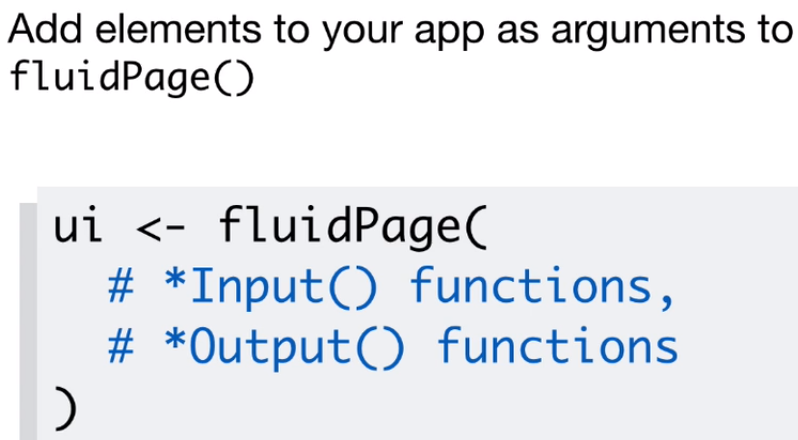 Add elements to your app as arguments to
fluidPage()
ui <- fluidPage(
# *Input() functions,
# *Output() functions
)